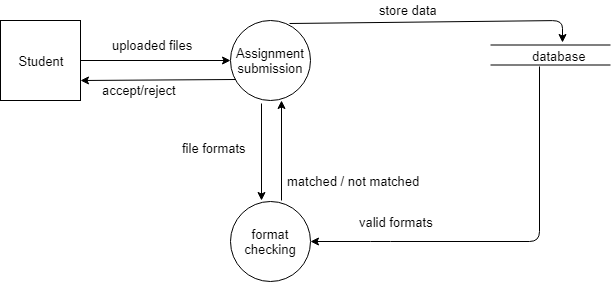 store data
uploaded files
Student
Assignment
submission
database
accept/reject
file formats
matched / not matched
valid formats
format
checking